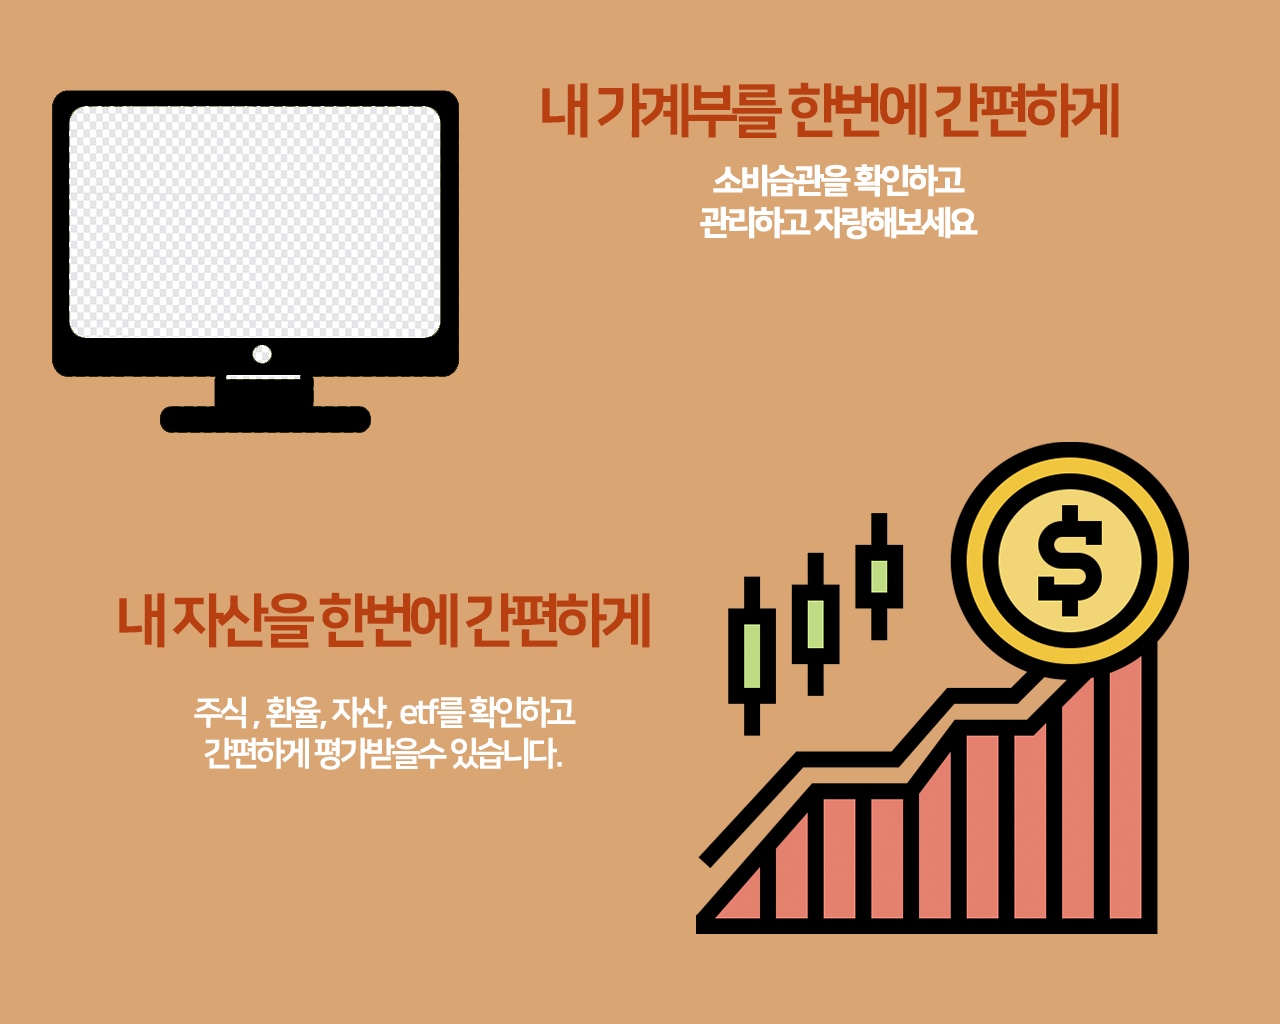 내 가계부를 한번에 간편하게
소비습관을 확인하고
관리하고 자랑해보세요
$
내 자산을 한번에 간편하게
주식 , 환율, 자산, etf를 확인하고
간편하게 평가받을수 있습니다.